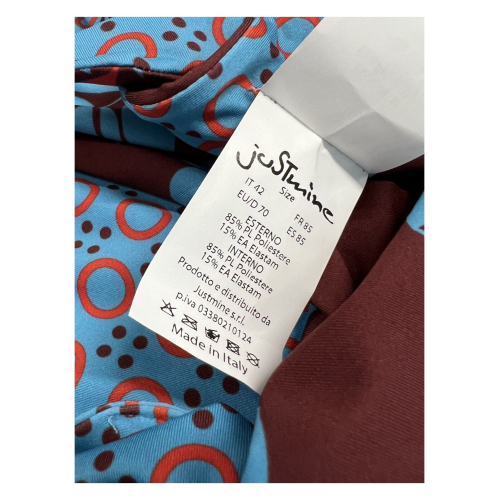 juSTmine
Size
IT 42 FR 85
EU/D 70 ES 85
ESTERNO
85% PL Poliestere
15% EA Elastam
INTERNO
85% PL Poliestere
15% EA Elastam
Prodotto e distribuito da
Justmine s.r.l.
p.iva 03380210124
Made in Italy